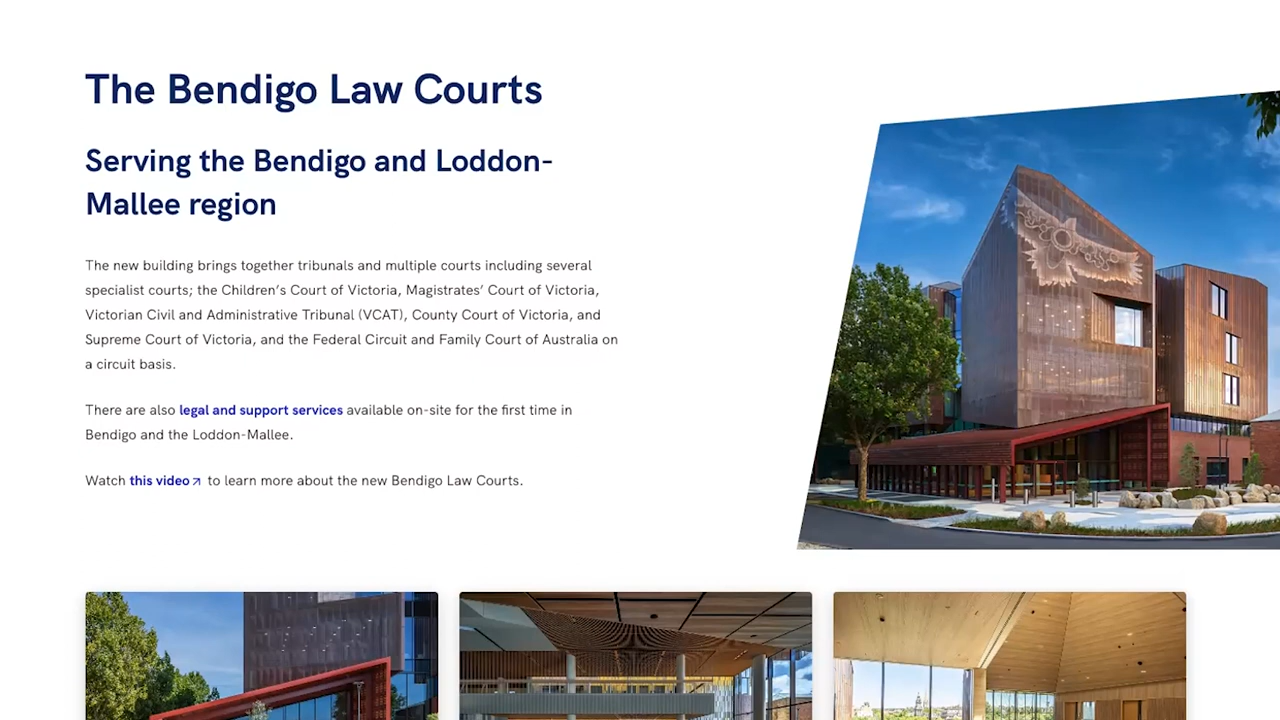 The Bendigo Law Courts
Serving the Bendigo and Loddon-
Mallee region
The new building brings together tribunals and multiple courts including several
specialist courts; the Children’s Court of Victoria, Magistrates’ Court of Victoria,
Victorian Civil and Administrative Tribunal (VCAT), County Court of Victoria, and
Supreme Court of Victoria, and the Federal Circuit and Family Court of Australia on
a circuit basis.
There are also legal and support services available on-site for the first time in
Bendigo and the Loddon-Mallee.
Watch this video to learn more about the new Bendigo Law Courts.